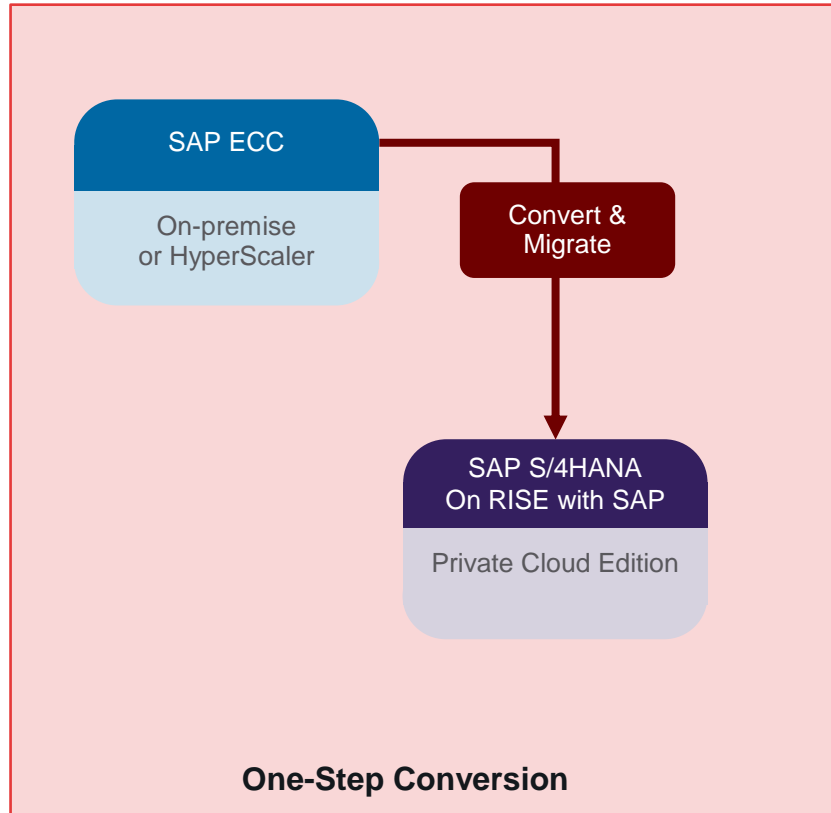 SAP ECC
On-premise
or HyperScaler
Convert &
Migrate
SAP S/4HANA
On RISE with SAP
Private Cloud Edition
One-Step Conversion